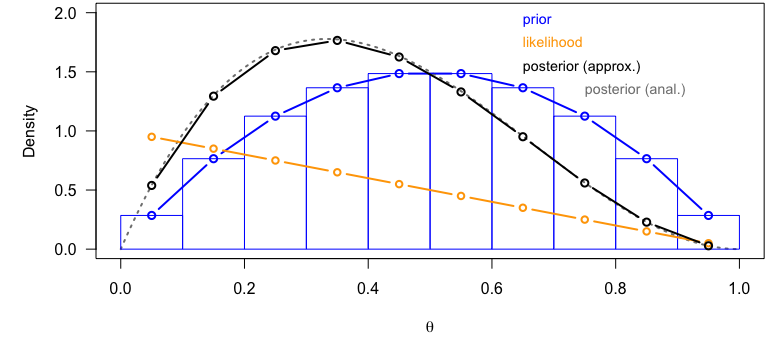 2.0
1.5
1.0
0.5
0.0
Density
prior
likelihood
posterior (approx.)
posterior (anal.)
0.0 0.2 0.4 0.6 0.8 1.0
θ